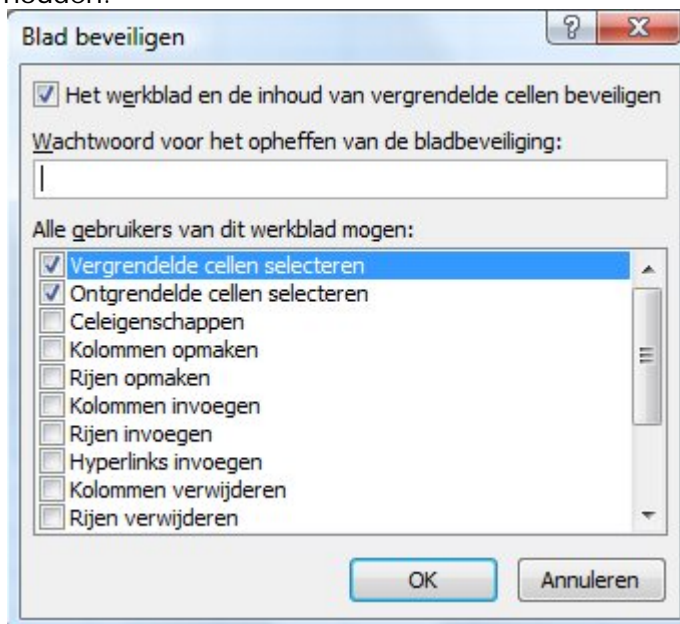 houden.
Blad beveiligen
Het werkblad en de inhoud van vergrendelde cellen beveiligen
Wachtwoord voor het opheffen van de bladbeveiliging:
Alle gebruikers van dit werkblad mogen:
Vergrendelde cellen selecteren
Ontgrendelde cellen selecteren
Celeigenschappen
Kolommen opmaken
Rijen opmaken
Kolommen invoegen
Rijen invoegen
Hyperlinks invoegen
Kolommen verwijderen
Rijen verwijderen
OK Annuleren